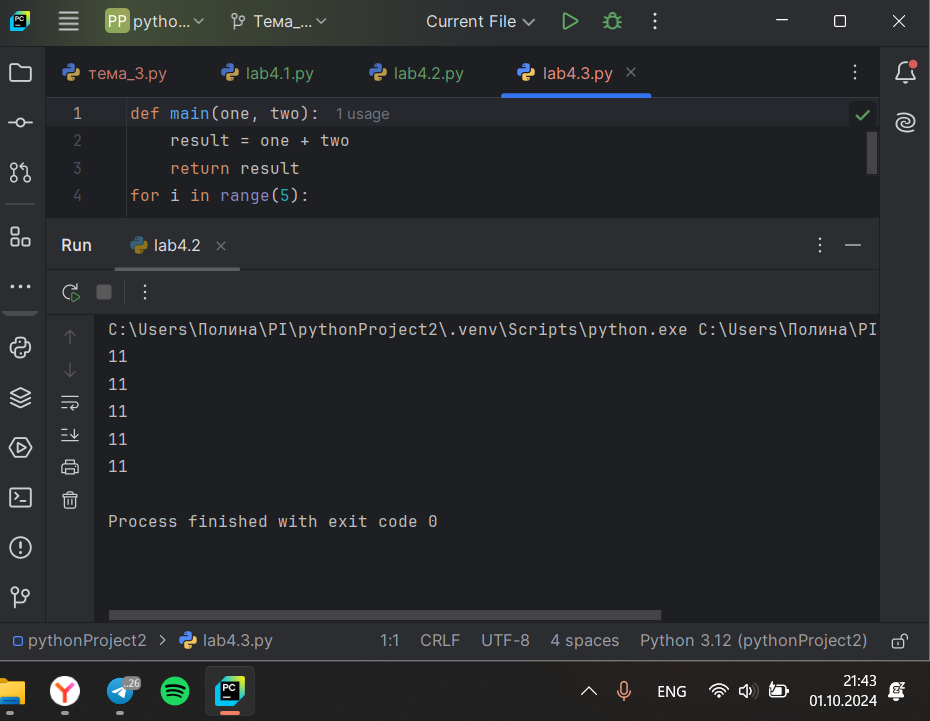 PC PP pytho... Тема_... Current File
тема_3.py lab4.1.py lab4.2.py lab4.3.py
1 def main(one, two): 1 usage
2 result = one + two
3 return result
4 for i in range(5):
Run lab4.2
C:\Users\Полина\PI\pythonProject2\.venv\Scripts\python.exe C:\Users\Полина\PI
11
11
11
11
11
Process finished with exit code 0
pythonProject2 > lab4.3.py 1:1 CRLF UTF-8 4 spaces Python 3.12 (pythonProject2)
Y ..26 PC ENG 21:43
01.10.2024